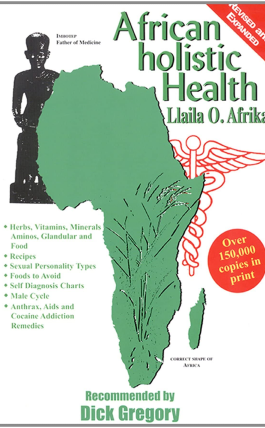 African
holistic
Health
Llaila O. Afrika
REVISED and
EXPANDED
IMHOTEP
Father of Medicine
• Herbs, Vitamins, Minerals
Aminos, Glandular and
Food
• Recipes
• Sexual Personality Types
• Foods to Avoid
• Self Diagnosis Charts
• Male Cycle
• Anthrax, Aids and
Cocaine Addiction
Remedies
Over
150,000
copies in
print
CORRECT SHAPE OF
AFRICA
Recommended by
Dick Gregory